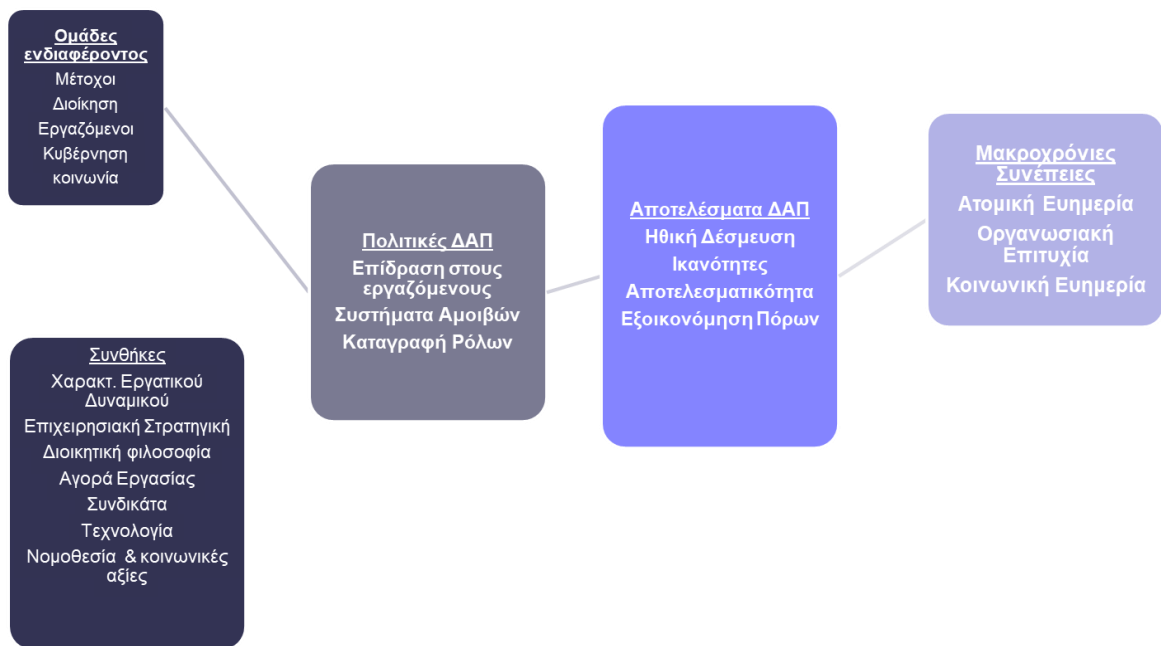 Ομάδες
ενδιαφέροντος
Μέτοχοι
Διοίκηση
Εργαζόμενοι
Κυβέρνηση
κοινωνία
Συνθήκες
Χαρακτ. Εργατικού
Δυναμικού
Επιχειρησιακή Στρατηγική
Διοικητική φιλοσοφία
Αγορά Εργασίας
Συνδικάτα
Τεχνολογία
Νομοθεσία & κοινωνικές
αξίες
Πολιτικές ΔΑΠ
Επίδραση στους
εργαζόμενους
Συστήματα Αμοιβών
Καταγραφή Ρόλων
Αποτελέσματα ΔΑΠ
Ηθική Δέσμευση
Ικανότητες
Αποτελεσματικότητα
Εξοικονόμηση Πόρων
Μακροχρόνιες
Συνέπειες
Ατομική Ευημερία
Οργανωσιακή
Επιτυχία
Κοινωνική Ευημερία